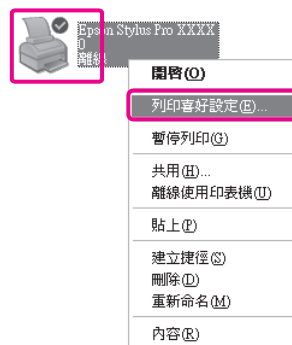 Epson Stylus Pro XXXX
0
離線
開啓(O)
列印喜好設定(E)...
暫停列印(G)
共用(H)...
離線使用印表機(U)
貼上(P)
建立捷徑(S)
刪除(D)
重新命名(M)
內容(R)